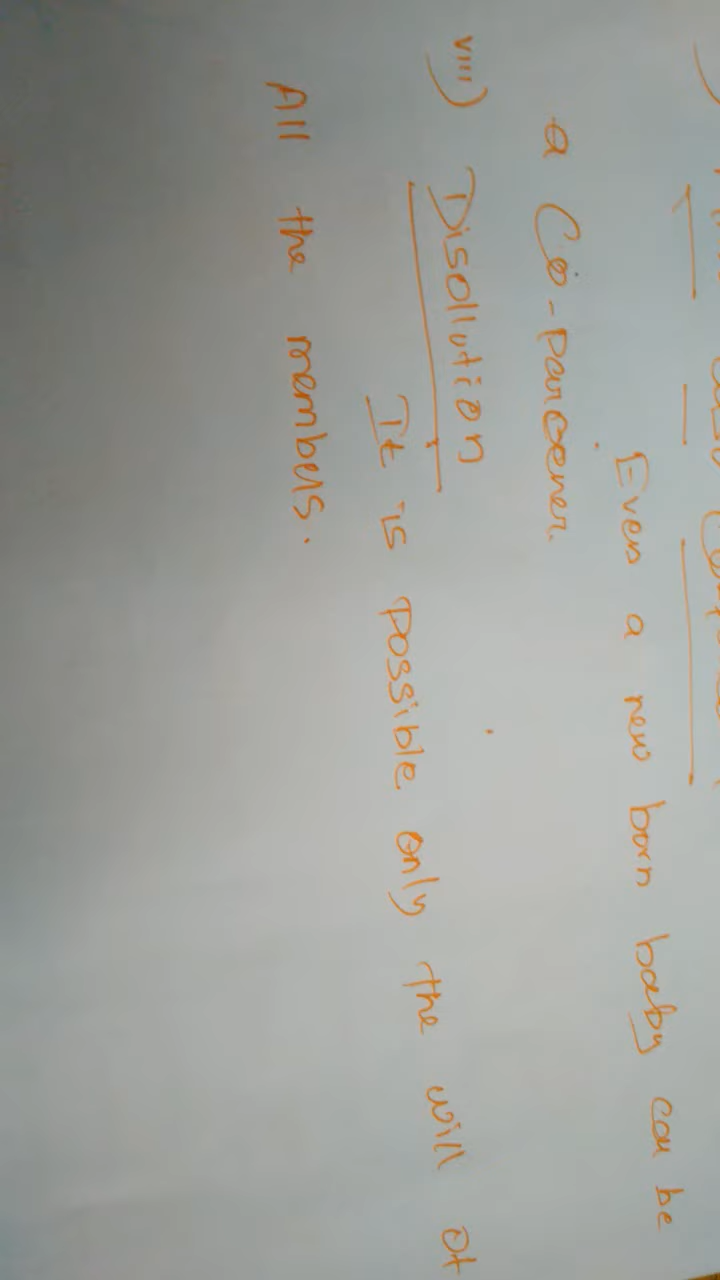 Even a new born baby can be
a Co-parcener.
viii) Disollution
It is possible only the will of
All the members.